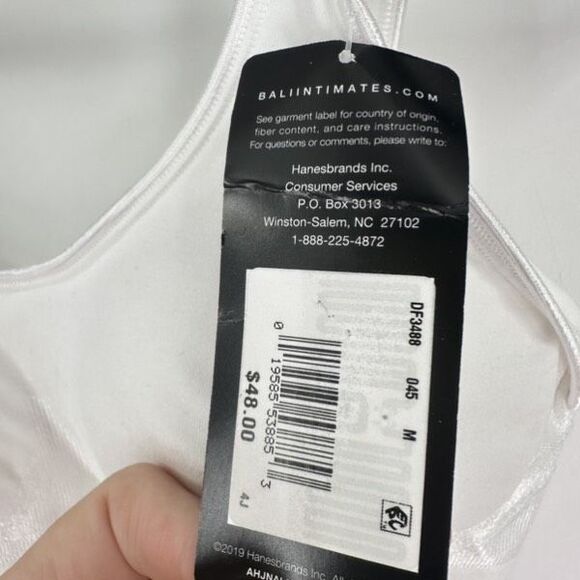 BALIINTIMATES.COM
See garment label for country of origin,
fiber content, and care instructions.
For questions or comments, please write to:
Hanesbrands Inc.
Consumer Services
P.O. Box 3013
Winston-Salem, NC 27102
1-888-225-4872
DF3488 045 M
0 19585 53885 3
$48.00
4J
©2019 Hanesbrands Inc. All